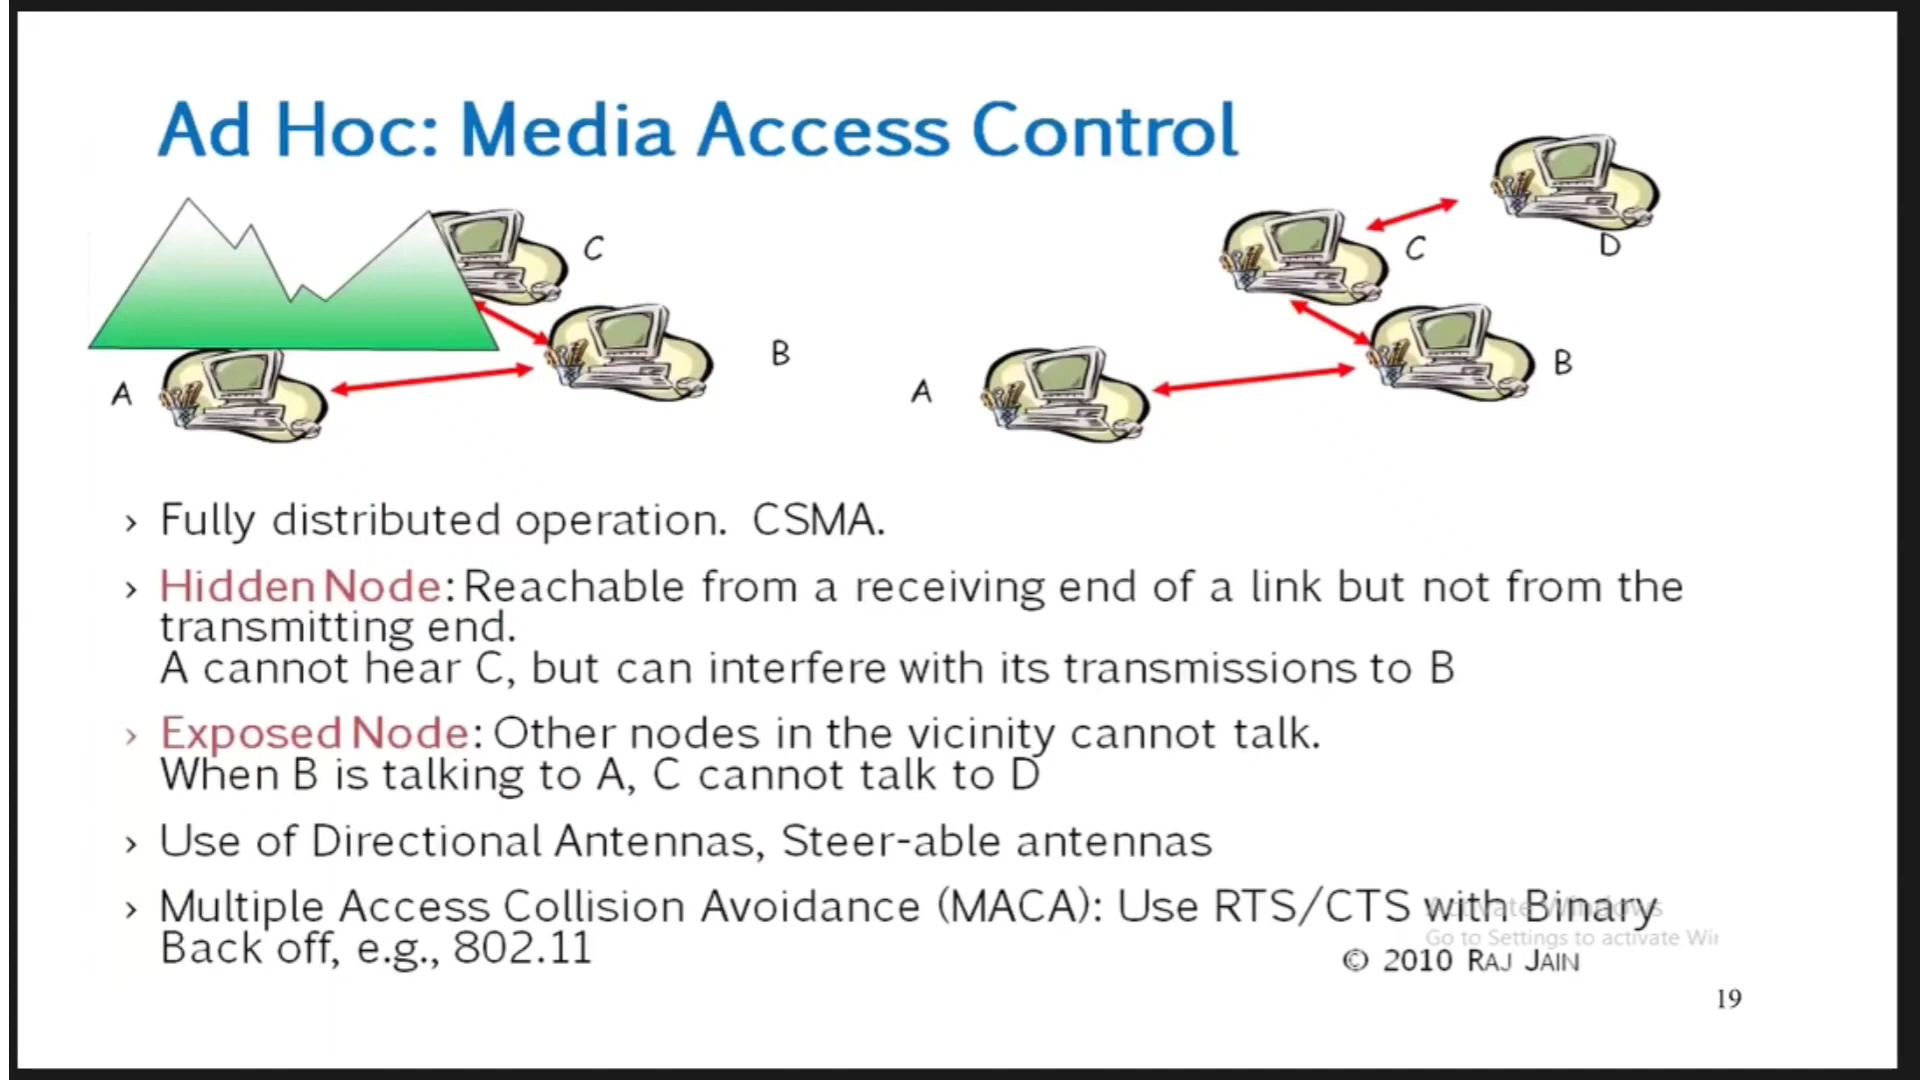 Ad Hoc: Media Access Control
C
B
A
C
D
B
A
› Fully distributed operation. CSMA.
› Hidden Node: Reachable from a receiving end of a link but not from the
transmitting end.
A cannot hear C, but can interfere with its transmissions to B
› Exposed Node: Other nodes in the vicinity cannot talk.
When B is talking to A, C cannot talk to D
› Use of Directional Antennas, Steer-able antennas
› Multiple Access Collision Avoidance (MACA): Use RTS/CTS with Binary
Back off, e.g., 802.11
Activate Windows
Go to Settings to activate Wir
© 2010 RAJ JAIN
19